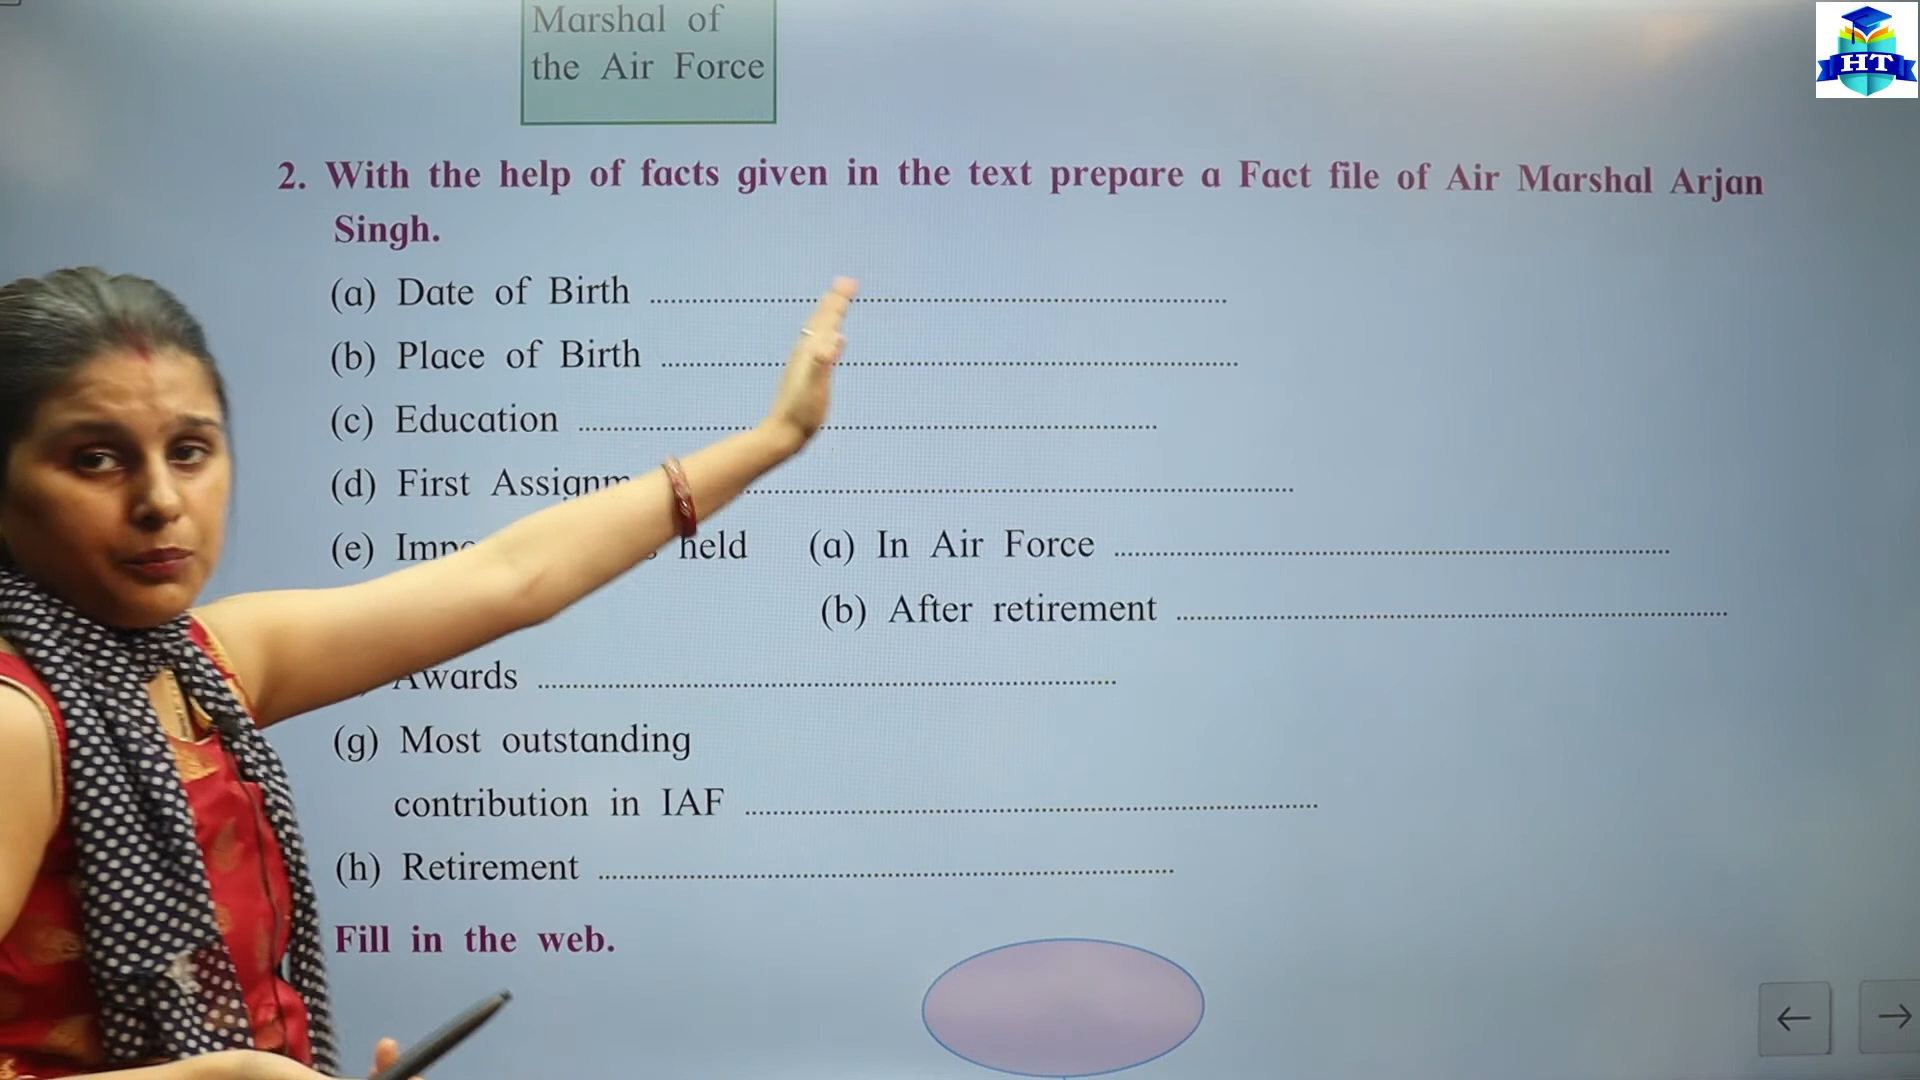 Marshal of
the Air Force
HT
2. With the help of facts given in the text prepare a Fact file of Air Marshal Arjan
Singh.
(a) Date of Birth ........................
(b) Place of Birth ........................
(c) Education ........................
(d) First ........................
(e) held (a) In Air Force ........................
(b) After retirement ........................
Awards ........................
(g) Most outstanding
contribution in IAF ........................
(h) Retirement ........................
Fill in the web.